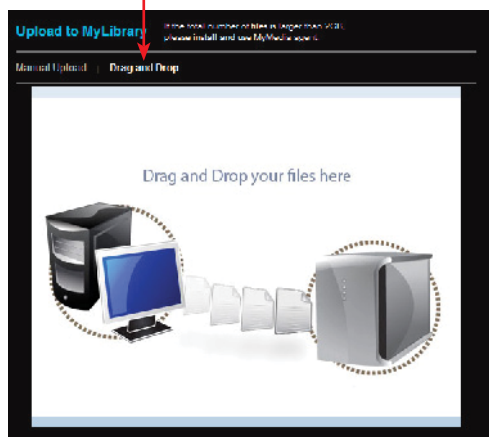 Upload to MyLibrary
If the total number of files is larger than 2GB,
please install and use MyMedia agent.
Manual Upload | Drag and Drop
Drag and Drop your files here